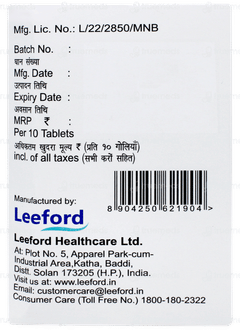 Mfg. Lic. No.: L/22/2850/MNB
Batch No. :
घान संख्या
Mfg. Date :
उत्पादन तिथि
Expiry Date :
अवसान तिथि
MRP ₹ :
Per 10 Tablets
अधिकतम खुदरा मूल्य ₹ (प्रति १० गोलियाँ)
incl. of all taxes (सभी करों सहित)
8 904250 621904 >
Manufactured by:
Leeford
Leeford Healthcare Ltd.
At: Plot No. 5, Apparel Park-cum-
Industrial Area,Katha, Baddi,
Distt. Solan 173205 (H.P.), India.
Visit us at www.leeford.in
Email: customercare@leeford.in
Consumer Care (Toll Free No.) 1800-180-2322